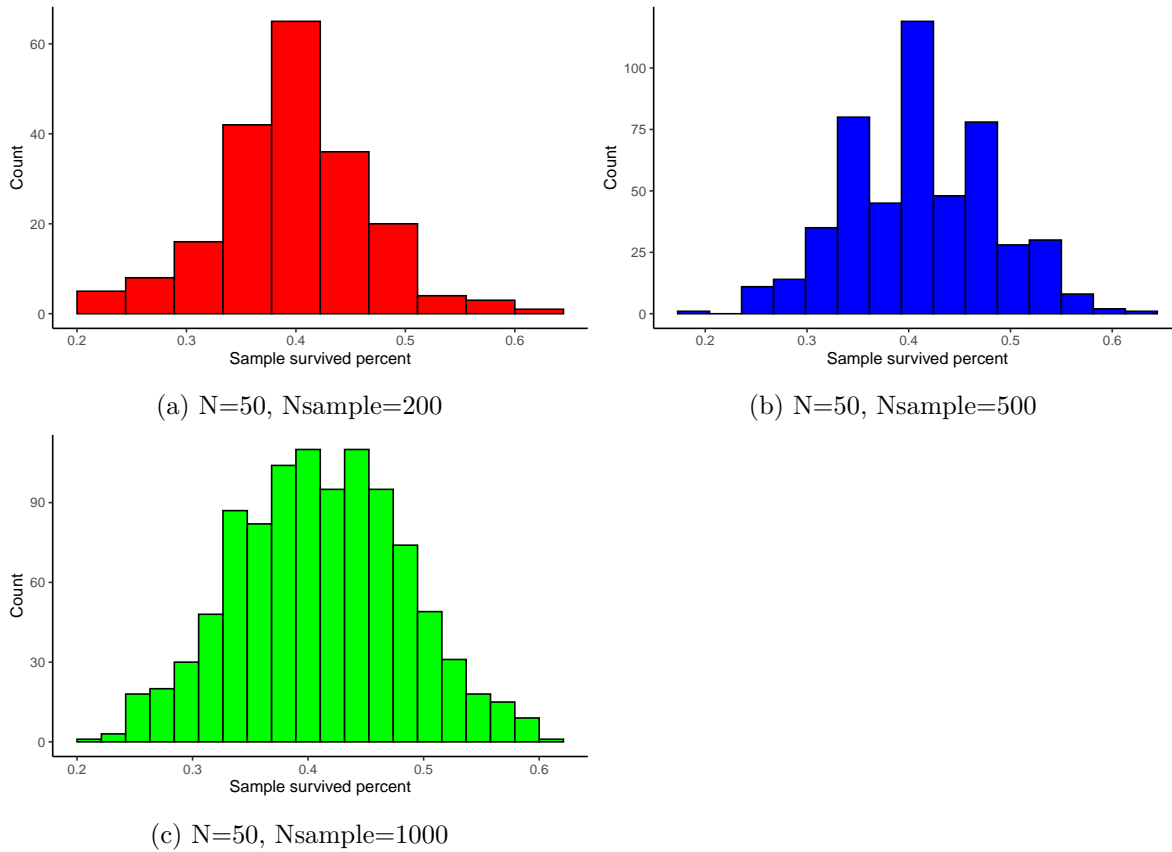 60
40
20
0
Count
0.2 0.3 0.4 0.5 0.6
Sample survived percent
(a) N=50, Nsample=200
100
75
50
25
0
Count
0.2 0.3 0.4 0.5 0.6
Sample survived percent
(b) N=50, Nsample=500
90
60
30
0
Count
0.2 0.3 0.4 0.5 0.6
Sample survived percent
(c) N=50, Nsample=1000